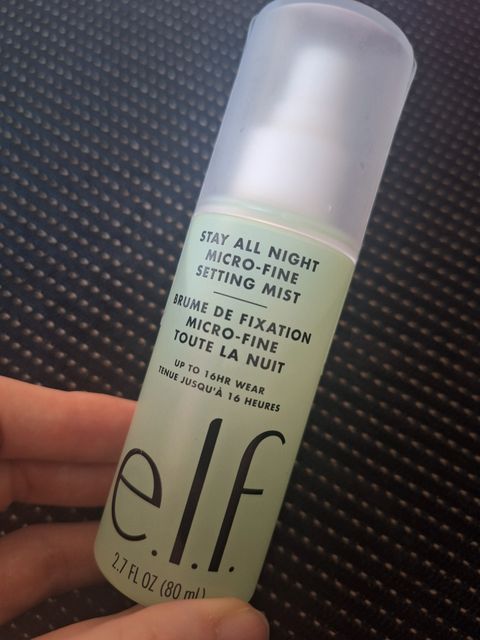 STAY ALL NIGHT
MICRO-FINE
SETTING MIST
BRUME DE FIXATION
MICRO-FINE
TOUTE LA NUIT
UP TO 16HR WEAR
TENUE JUSQU'À 16 HEURES
e.l.f.
2.7 FL OZ (80 ml)